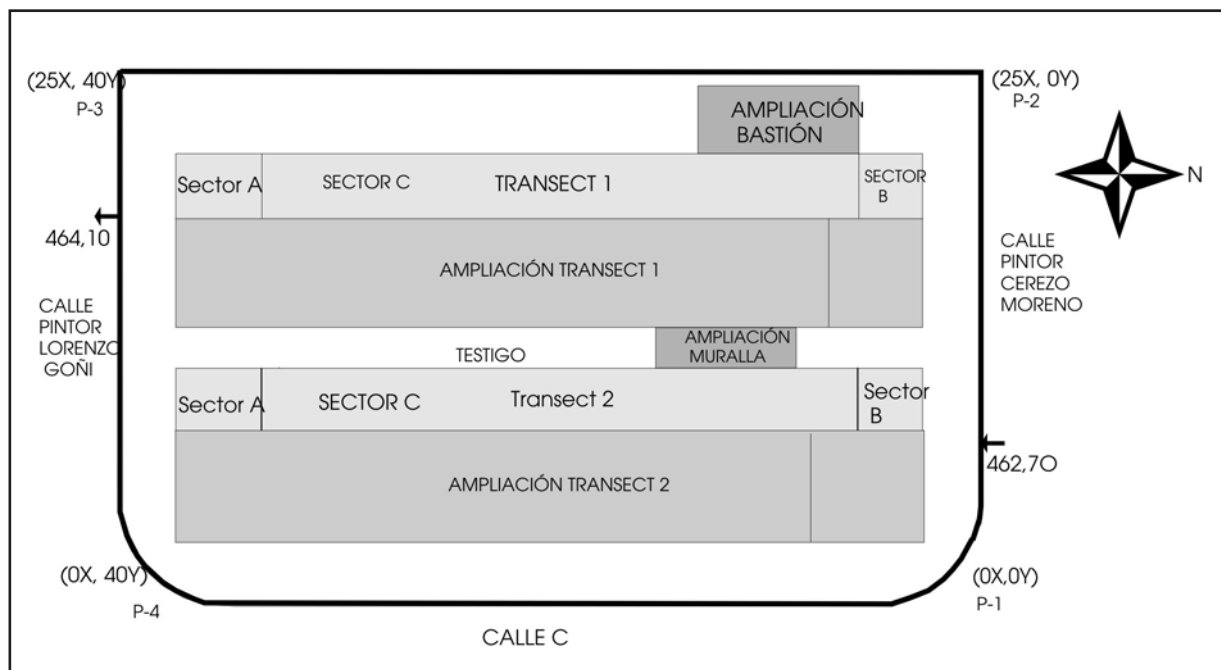 (25X, 40Y)
P-3
(25X, 0Y)
P-2
AMPLIACIÓN
BASTIÓN
N
Sector A
SECTOR C
TRANSECT 1
SECTOR
B
464,10
AMPLIACIÓN TRANSECT 1
CALLE
PINTOR
CEREZO
MORENO
CALLE
PINTOR
LORENZO
GOÑI
TESTIGO
AMPLIACIÓN
MURALLA
Sector A
SECTOR C
Transect 2
Sector
B
462,7O
AMPLIACIÓN TRANSECT 2
(0X, 40Y)
P-4
(0X,0Y)
P-1
CALLE C